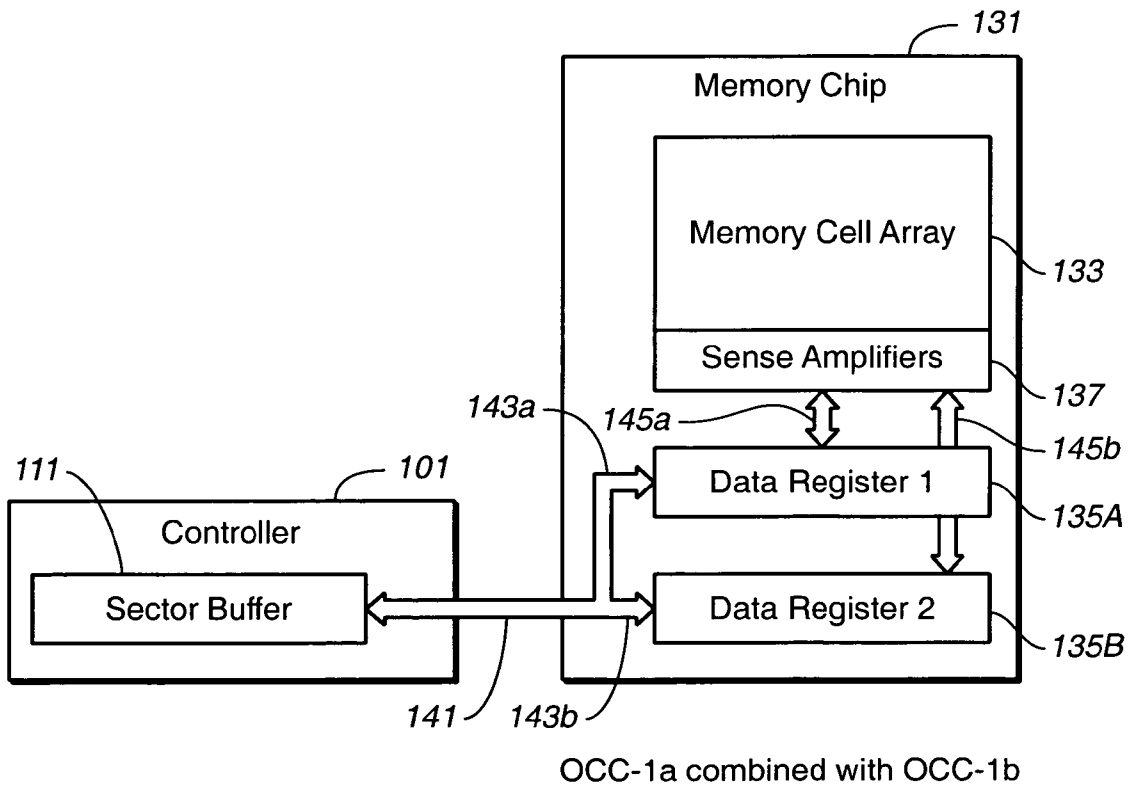 131
Memory Chip
Memory Cell Array
133
Sense Amplifiers
137
143a
145a
145b
111
101
Data Register 1
135A
Controller
Sector Buffer
Data Register 2
135B
141
143b
OCC-1a combined with OCC-1b